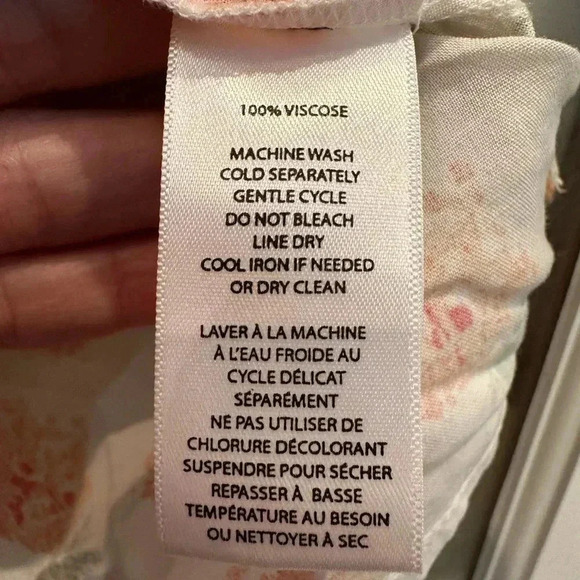 100% VISCOSE
MACHINE WASH
COLD SEPARATELY
GENTLE CYCLE
DO NOT BLEACH
LINE DRY
COOL IRON IF NEEDED
OR DRY CLEAN
LAVER À LA MACHINE
À L'EAU FROIDE AU
CYCLE DÉLICAT
SÉPARÉMENT
NE PAS UTILISER DE
CHLORURE DÉCOLORANT
SUSPENDRE POUR SÉCHER
REPASSER À BASSE
TEMPÉRATURE AU BESOIN
OU NETTOYER À SEC